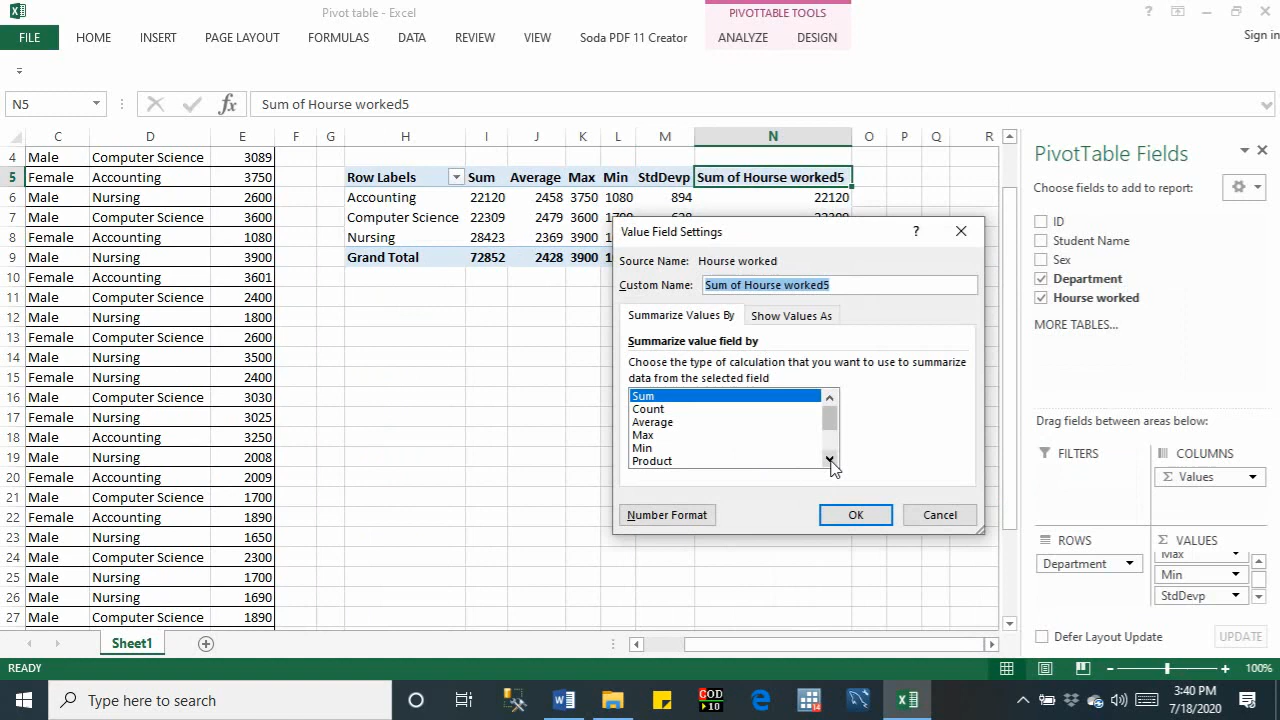 Pivot table - Excel
PIVOTTABLE TOOLS
FILE HOME INSERT PAGE LAYOUT FORMULAS DATA REVIEW VIEW Soda PDF 11 Creator ANALYZE DESIGN
Sign in
N5 fx Sum of Hourse worked5
C D E F G H I J K L M N O P Q R
4 Male Computer Science 3089
5 Female Accounting 3750 Row Labels Sum Average Max Min StdDevp Sum of Hourse worked5
6 Male Nursing 2600 Accounting 22120 2458 3750 1080 894 22120
7 Male Computer Science 3600 Computer Science 22309 2479 3600
8 Female Accounting 1080 Nursing 28423 2369 3900
9 Male Nursing 3900 Grand Total 72852 2428 3900
10 Female Accounting 3601
11 Male Computer Science 2400
12 Male Nursing 1800
13 Female Computer Science 2600
14 Male Nursing 3500
15 Female Nursing 2400
16 Male Computer Science 3030
17 Female Nursing 3025
18 Male Accounting 3250
19 Male Nursing 2008
20 Female Accounting 2009
21 Male Computer Science 1700
22 Female Accounting 1890
23 Male Nursing 1650
24 Male Computer Science 2300
25 Male Nursing 1700
26 Male Nursing 1690
27 Male Computer Science 1890
Value Field Settings
Source Name: Hourse worked
Custom Name: Sum of Hourse worked5
Summarize Values By Show Values As
Summarize value field by
Choose the type of calculation that you want to use to summarize
data from the selected field
Sum
Count
Average
Max
Min
Product
Number Format OK Cancel
PivotTable Fields
Choose fields to add to report:
ID
Student Name
Sex
Department
Hourse worked
MORE TABLES...
Drag fields between areas below:
FILTERS COLUMNS
Σ Values
ROWS Σ VALUES
Department
Max
Min
StdDevp
Defer Layout Update UPDATE
Sheet1
READY 100%
Type here to search
GOD
10
14
3:40 PM
7/18/2020